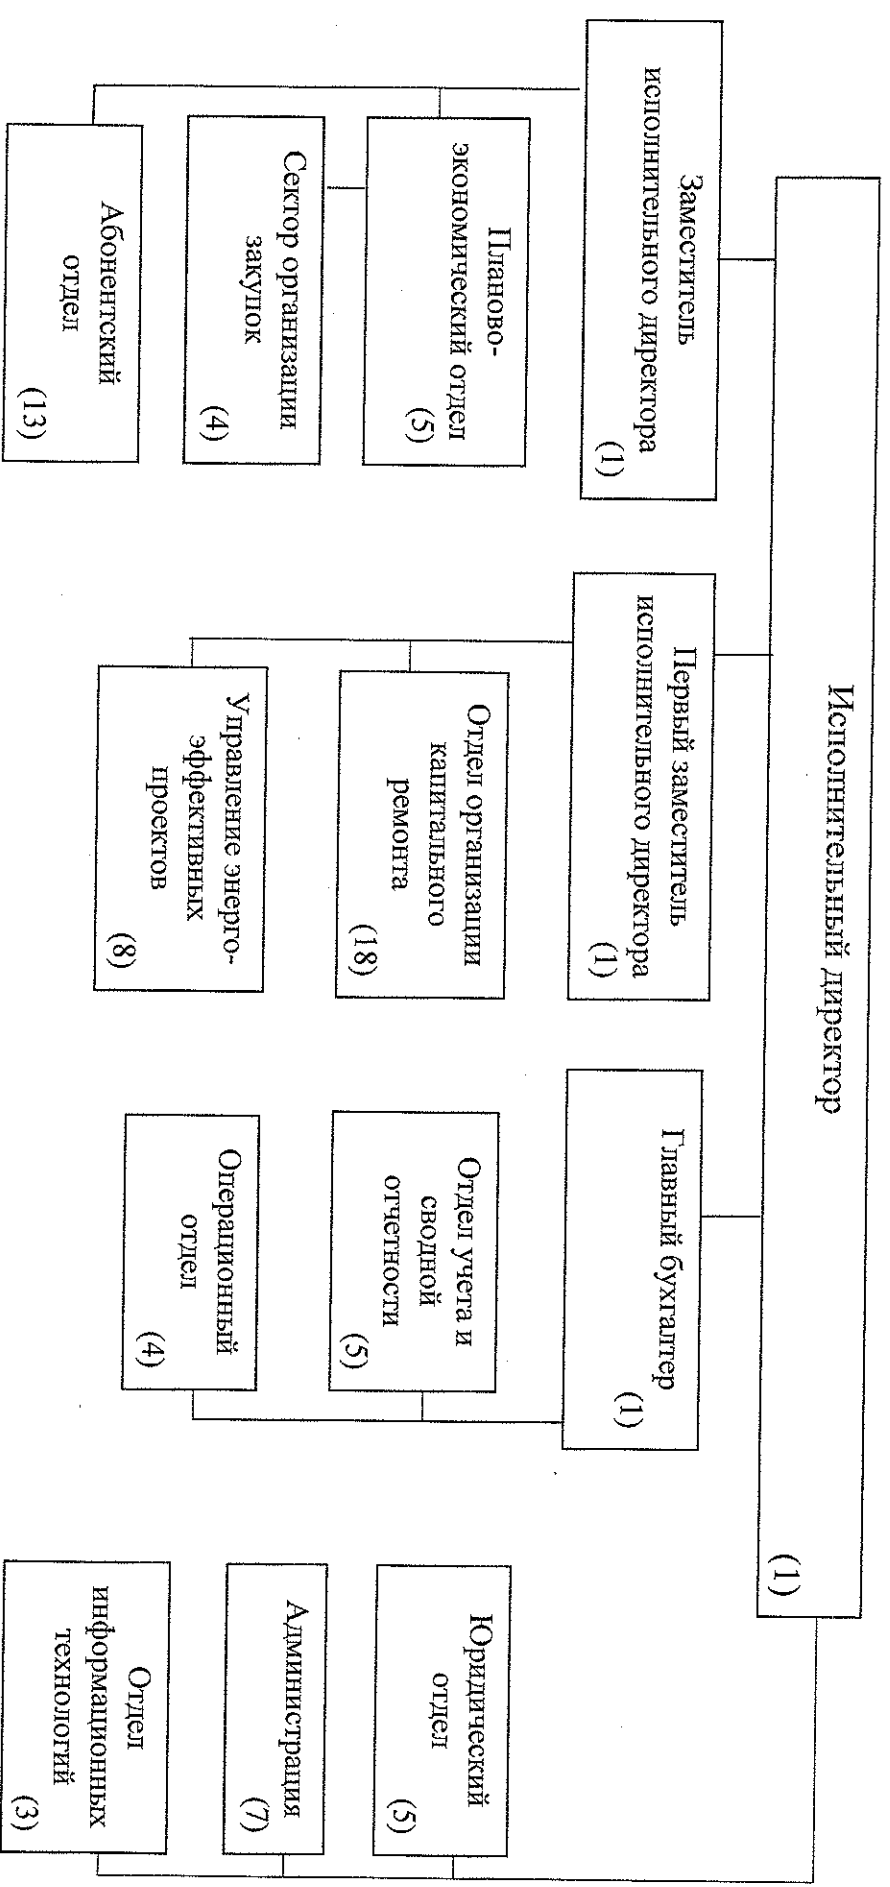 Исполнительный директор
(1)
Заместитель
исполнительного директора
(1)
Первый заместитель
исполнительного директора
(1)
Главный бухгалтер
(1)
Планово-
экономический отдел
(5)
Сектор организации
закупок
(4)
Абонентский
отдел
(13)
Отдел организации
капитального
ремонта
(18)
Управление энерго-
эффективных
проектов
(8)
Отдел учета и
сводной
отчетности
(5)
Операционный
отдел
(4)
Юридический
отдел
(5)
Администрация
(7)
Отдел
информационных
технологий
(3)